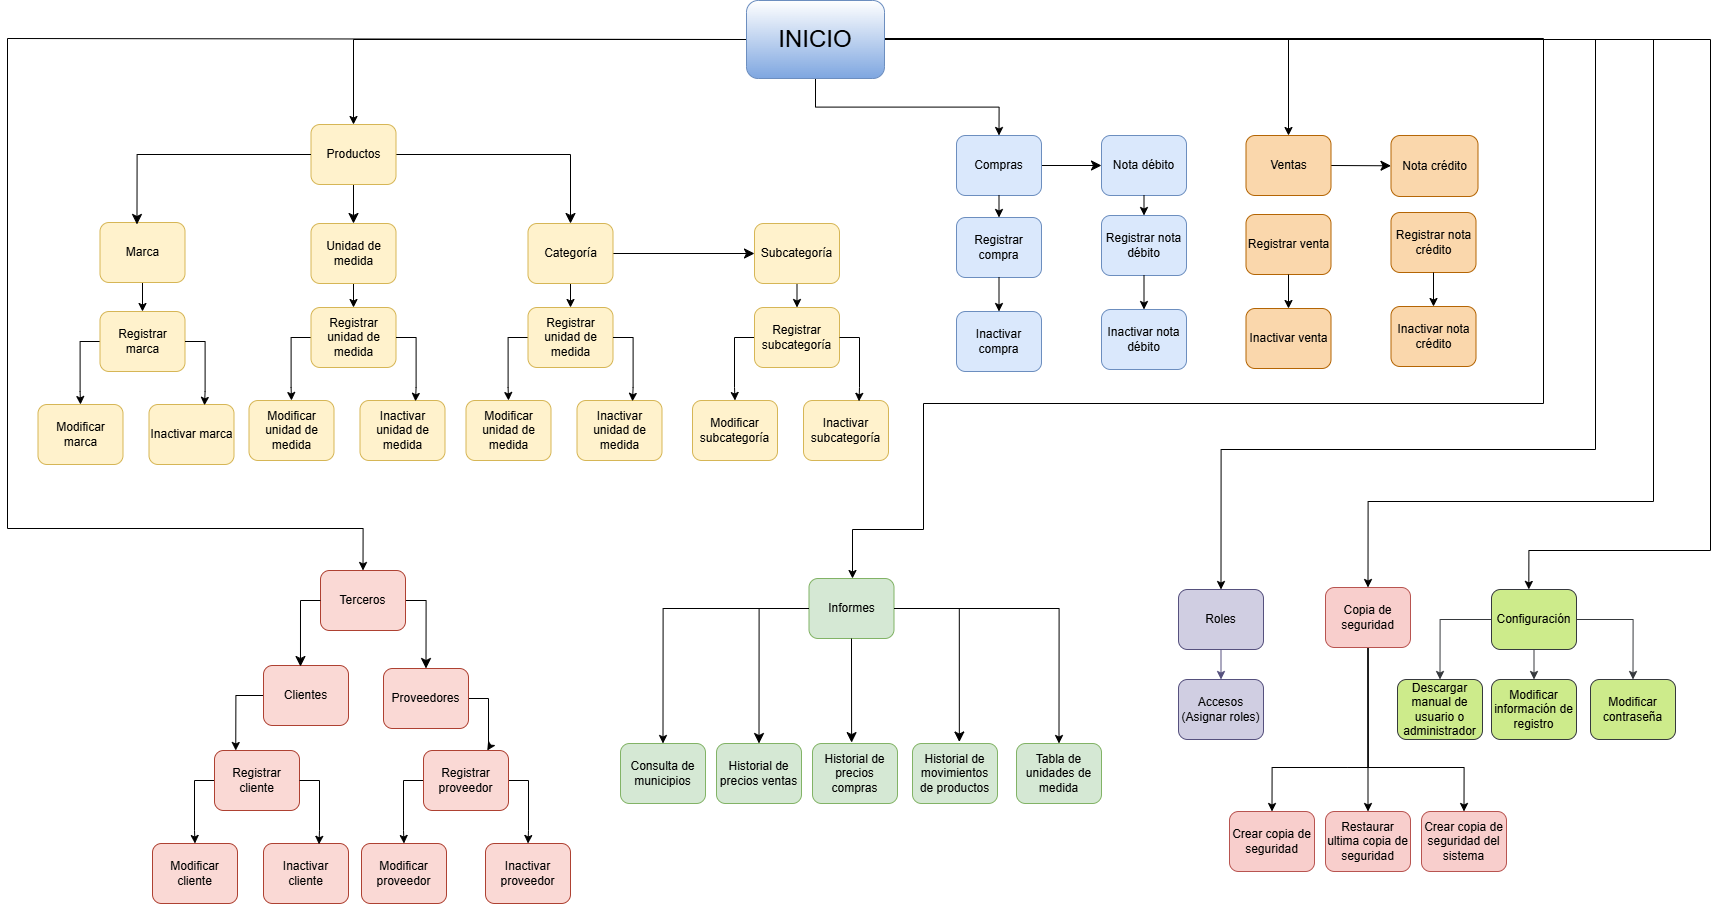 INICIO
Productos
Compras
Nota débito
Ventas
Nota crédito
Marca
Unidad de
medida
Categoría
Subcategoría
Registrar
compra
Registrar nota
débito
Registrar venta
Registrar nota
crédito
Registrar
marca
Registrar
unidad de
medida
Registrar
unidad de
medida
Registrar
subcategoría
Inactivar
compra
Inactivar nota
débito
Inactivar venta
Inactivar nota
crédito
Modificar
marca
Inactivar marca
Modificar
unidad de
medida
Inactivar
unidad de
medida
Modificar
unidad de
medida
Inactivar
unidad de
medida
Modificar
subcategoría
Inactivar
subcategoría
Terceros
Informes
Roles
Copia de
seguridad
Configuración
Clientes
Proveedores
Accesos
(Asignar roles)
Descargar
manual de
usuario o
administrador
Modificar
información de
registro
Modificar
contraseña
Registrar
cliente
Registrar
proveedor
Consulta de
municipios
Historial de
precios ventas
Historial de
precios
compras
Historial de
movimientos
de productos
Tabla de
unidades de
medida
Modificar
cliente
Inactivar
cliente
Modificar
proveedor
Inactivar
proveedor
Crear copia de
seguridad
Restaurar
ultima copia de
seguridad
Crear copia de
seguridad del
sistema